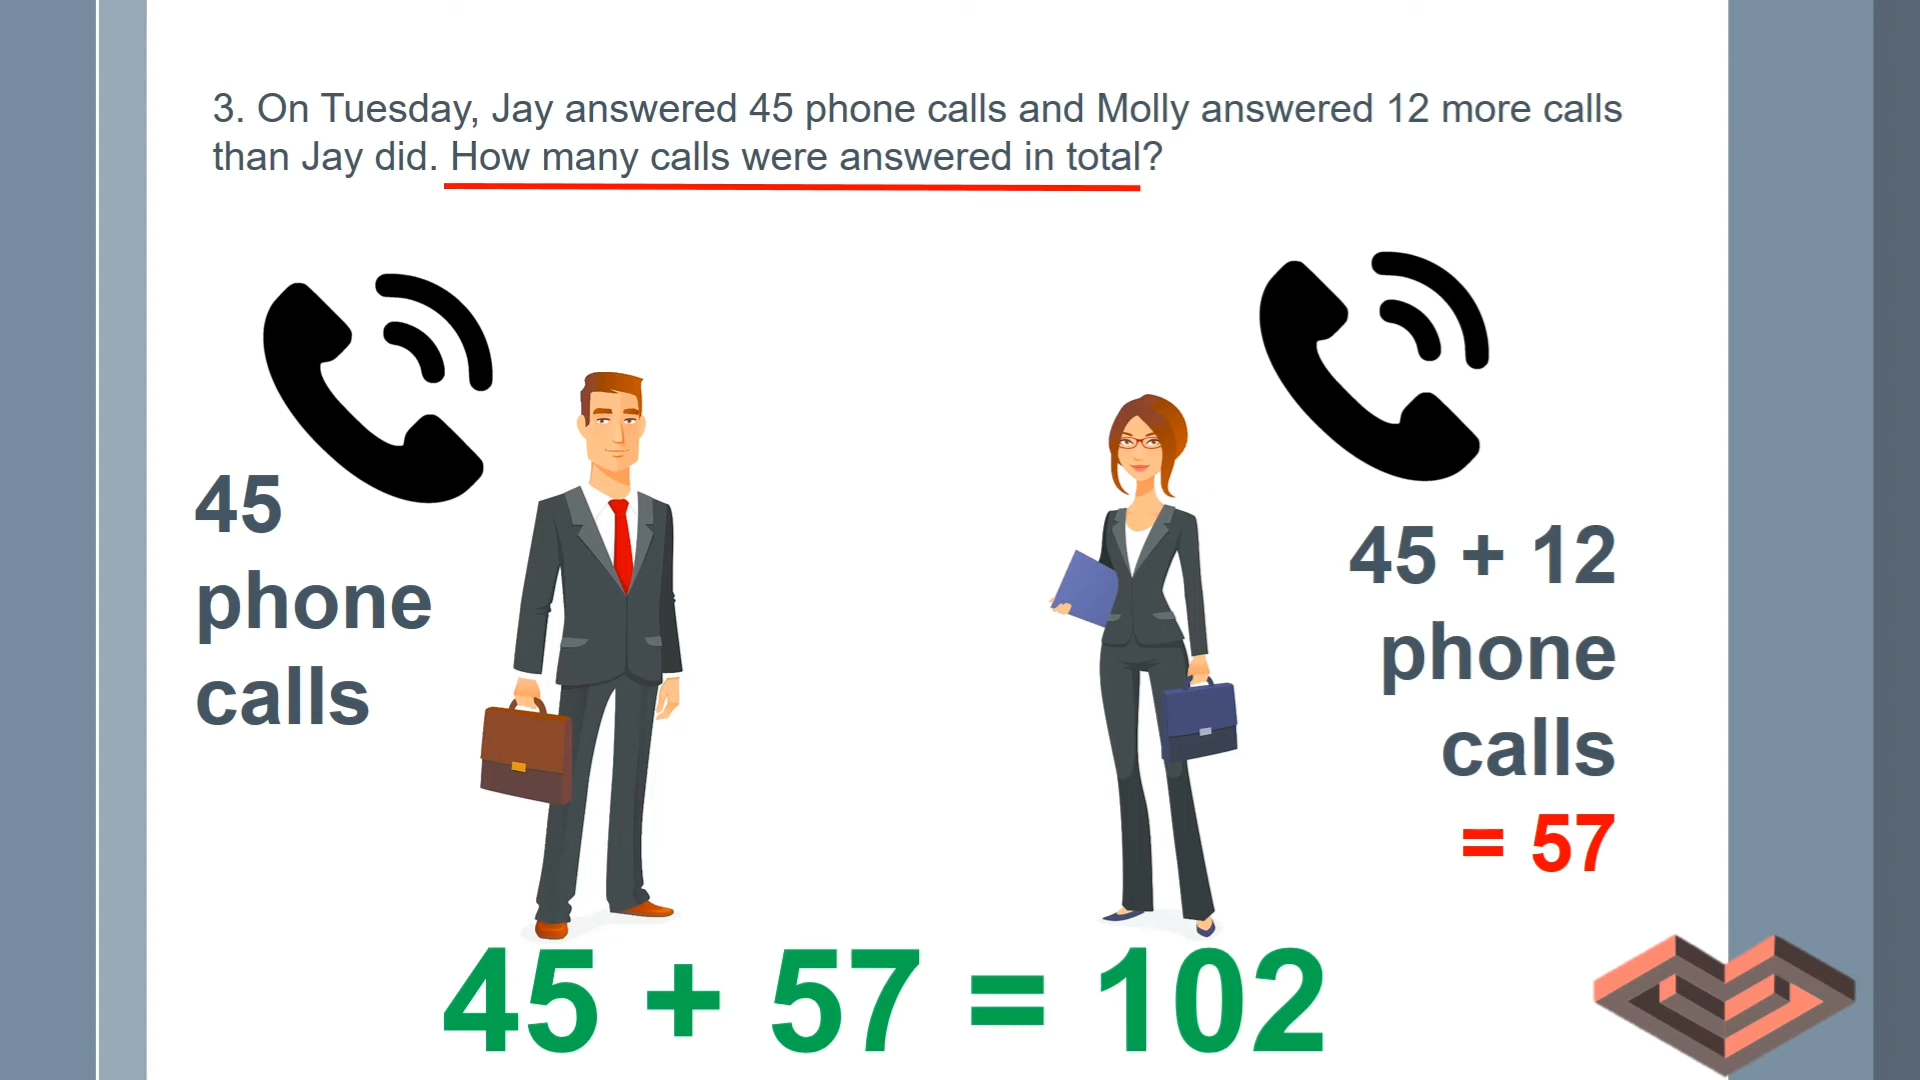 3. On Tuesday, Jay answered 45 phone calls and Molly answered 12 more calls
than Jay did. How many calls were answered in total?
45
phone
calls
45 + 12
phone
calls
= 57
45 + 57 = 102